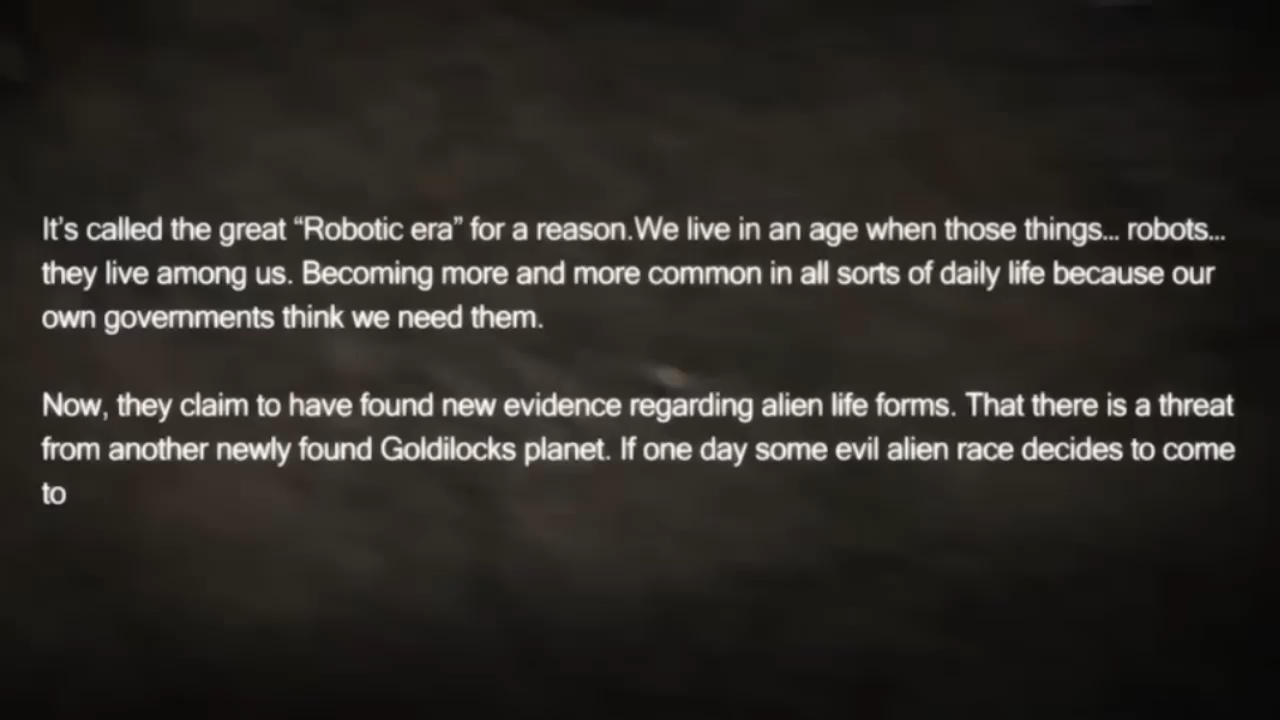 It’s called the great “Robotic era” for a reason.We live in an age when those things... robots...
they live among us. Becoming more and more common in all sorts of daily life because our
own governments think we need them.
Now, they claim to have found new evidence regarding alien life forms. That there is a threat
from another newly found Goldilocks planet. If one day some evil alien race decides to come
to